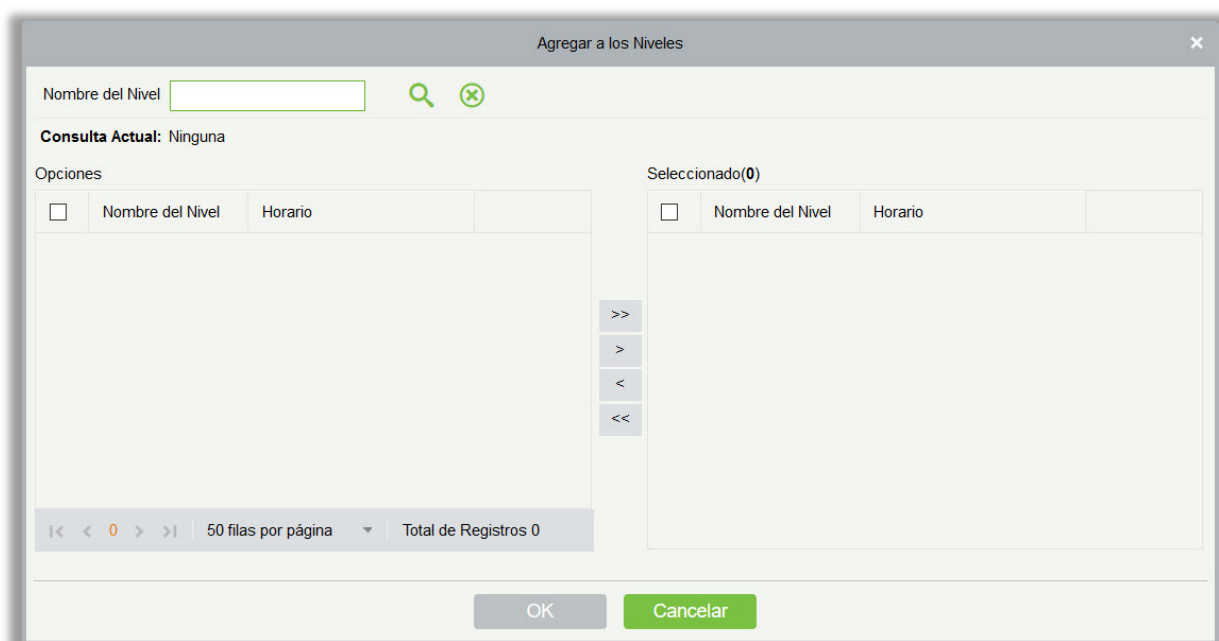 Agregar a los Niveles
Nombre del Nivel
Consulta Actual: Ninguna
Opciones
Seleccionado(0)
Nombre del Nivel Horario
Nombre del Nivel Horario
>>
>
<
<<
0 50 filas por página Total de Registros 0
OK Cancelar